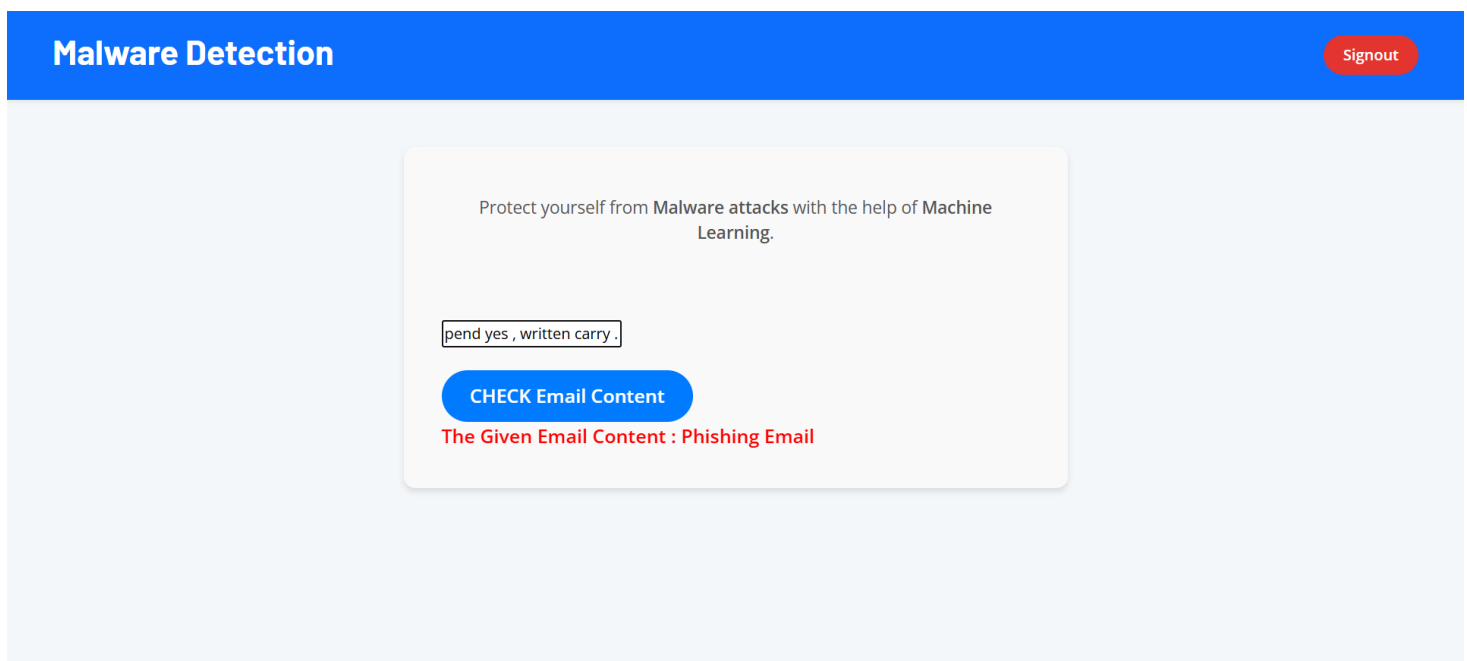 Malware Detection
Signout
Protect yourself from Malware attacks with the help of Machine
Learning.
pend yes , written carry .
CHECK Email Content
The Given Email Content : Phishing Email